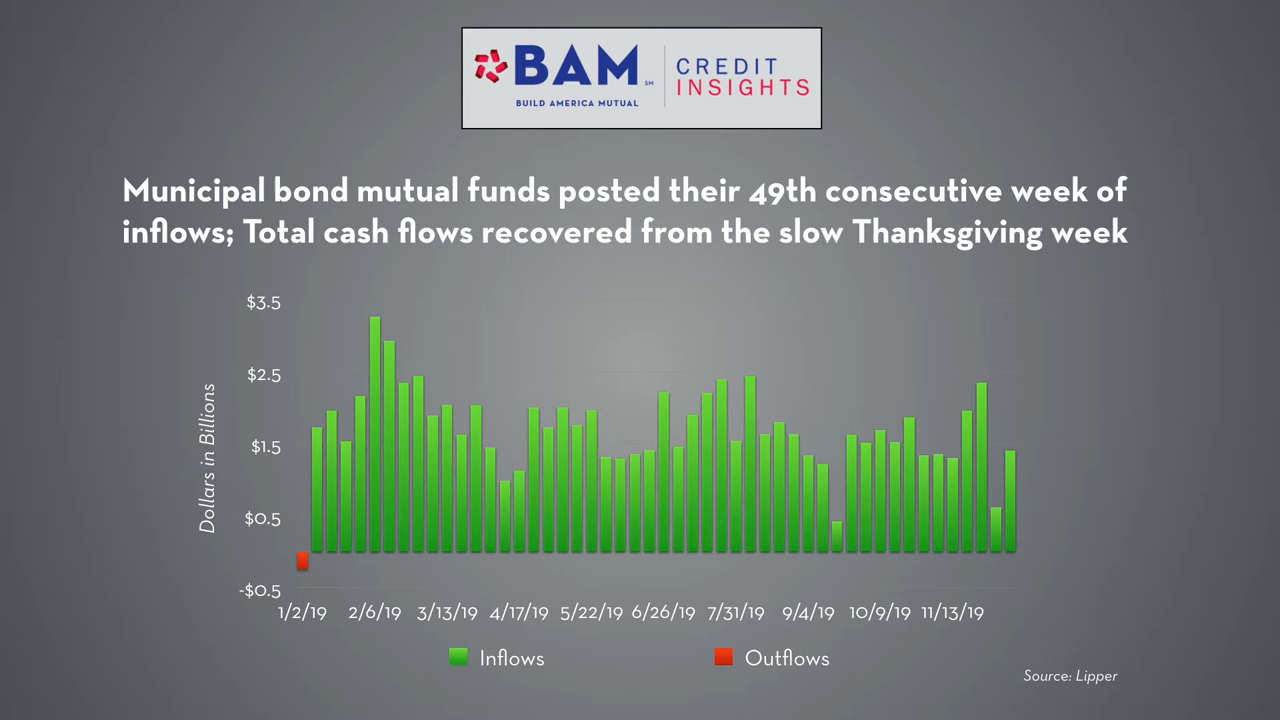 BAM SM
BUILD AMERICA MUTUAL
CREDIT
INSIGHTS
Municipal bond mutual funds posted their 49th consecutive week of
inflows; Total cash flows recovered from the slow Thanksgiving week
Dollars in Billions
$3.5
$2.5
$1.5
$0.5
-$0.5
1/2/19 2/6/19 3/13/19 4/17/19 5/22/19 6/26/19 7/31/19 9/4/19 10/9/19 11/13/19
Inflows Outflows
Source: Lipper